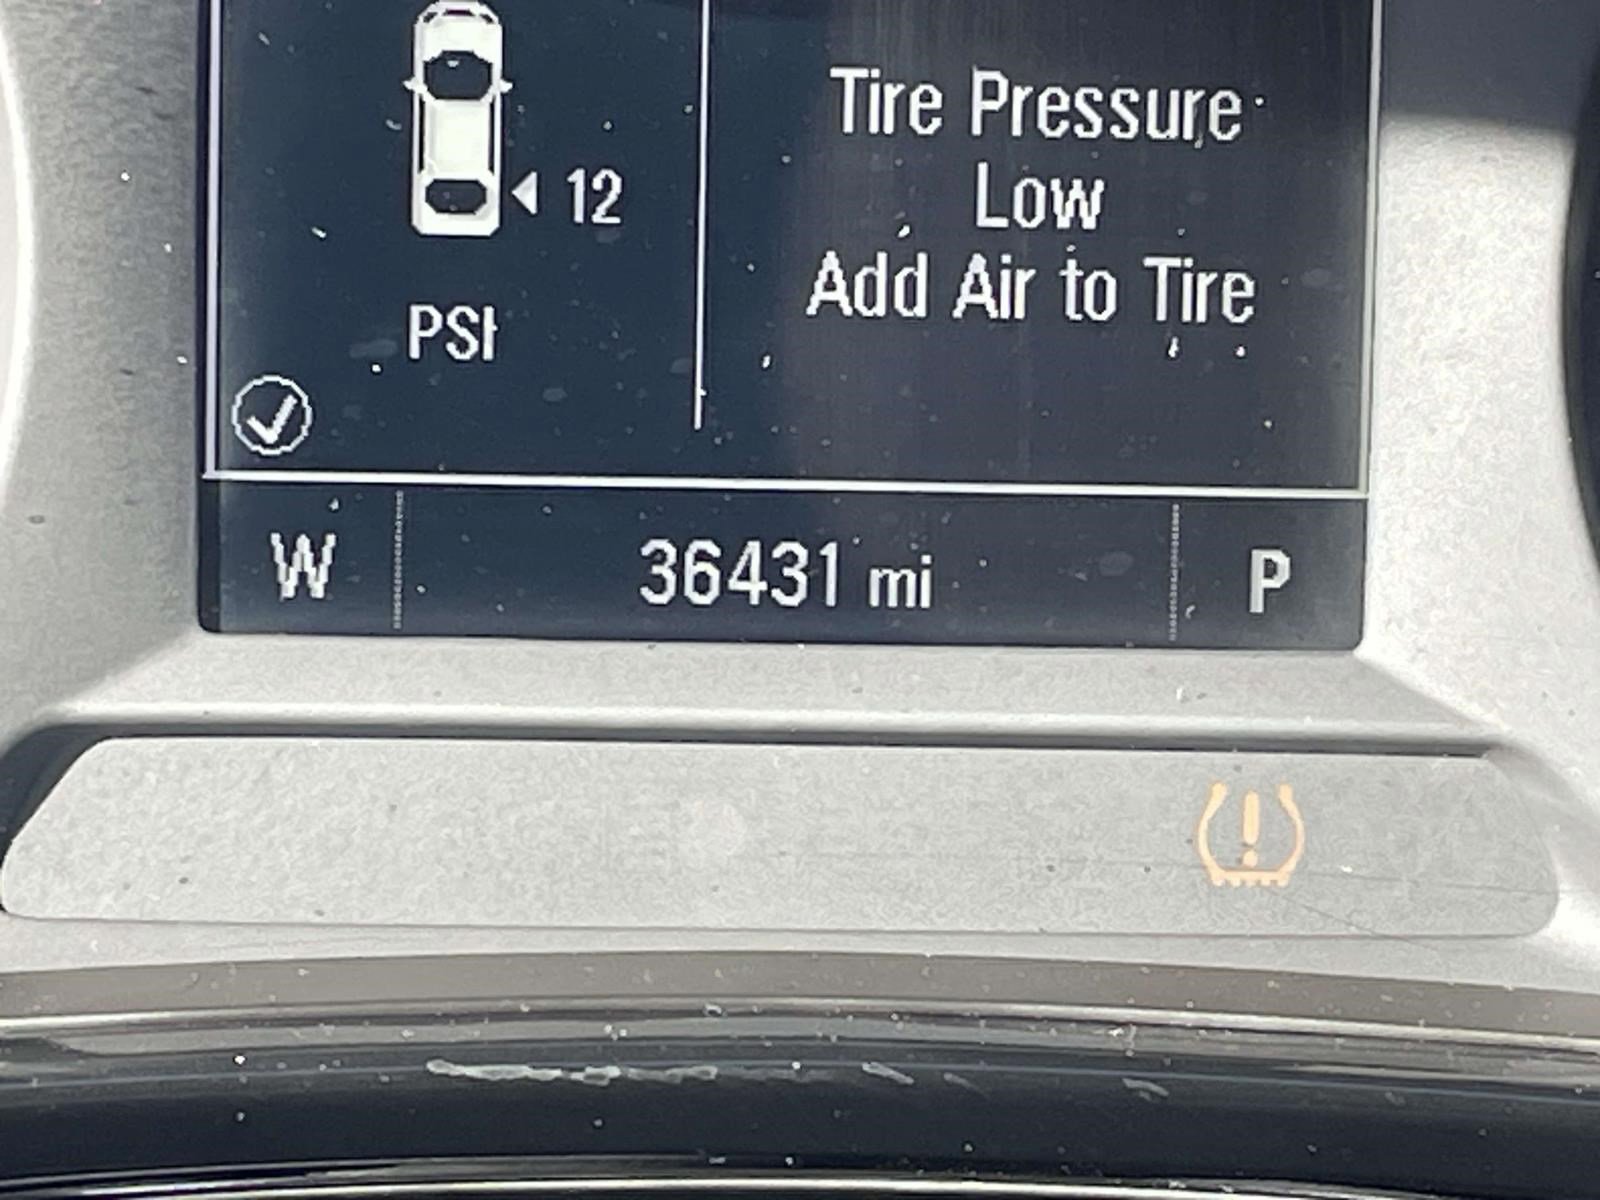 Tire Pressure
Low
Add Air to Tire
12
PSI
W 36431 mi P